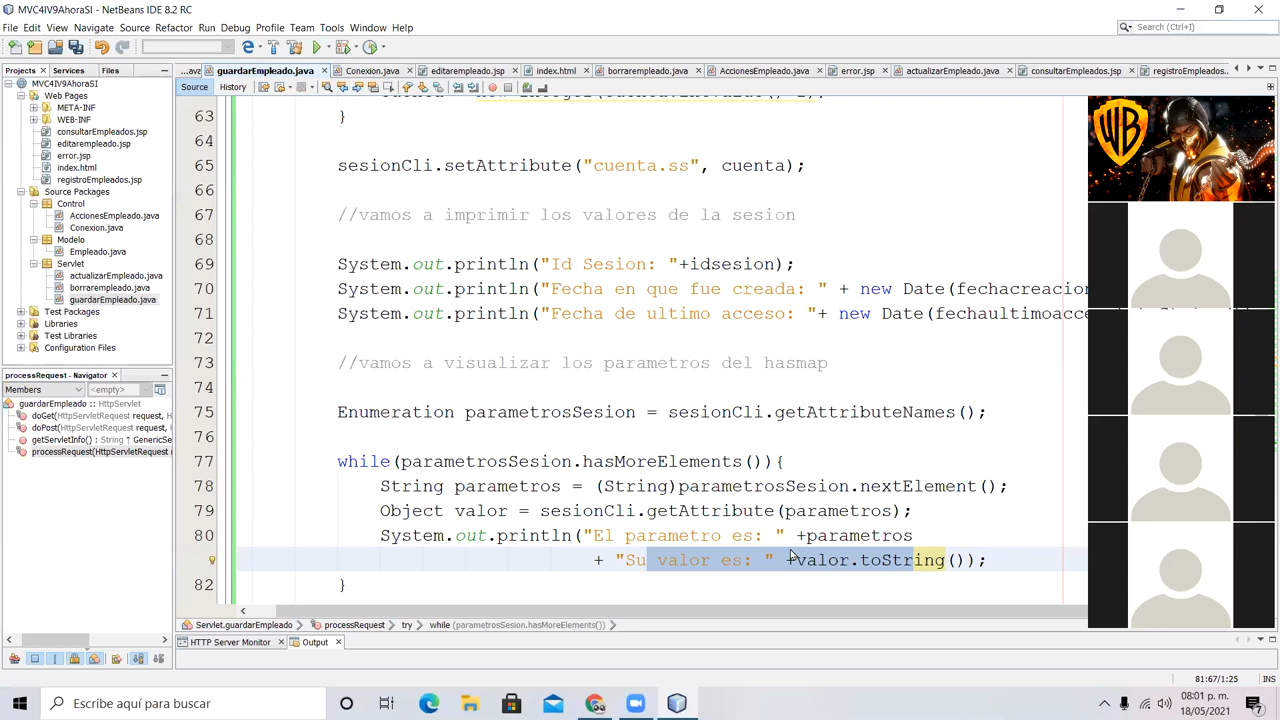 MVC4IV9AhoraSI - NetBeans IDE 8.2 RC
File Edit View Navigate Source Refactor Run Debug Profile Team Tools Window Help
Search (Ctrl+I)
Projects Services Files
...ava guardarEmpleado.java Conexion.java editarempleado.jsp index.html borrarempleado.java AccionesEmpleado.java error.jsp actualizarEmpleado.java consultarEmpleados.jsp registroEmpleados
Source History
MVC4IV9AhoraSI
Web Pages
META-INF
WEB-INF
consultarEmpleados.jsp
editarempleado.jsp
error.jsp
index.html
registroEmpleados.jsp
Source Packages
Control
AccionesEmpleado.java
Conexion.java
Modelo
Empleado.java
Servlet
actualizarEmpleado.java
borrarempleado.java
guardarEmpleado.java
Test Packages
Libraries
Test Libraries
Configuration Files
processRequest - Navigator
Members <empty>
guardarEmpleado :: HttpServlet
doGet(HttpServletRequest request, Ht
doPost(HttpServletRequest request, H
getServletInfo() : String ↑ GenericSe
processRequest(HttpServletRequest r
63 }
64
65 sesionCli.setAttribute("cuenta.ss", cuenta);
66
67 //vamos a imprimir los valores de la sesion
68
69 System.out.println("Id Sesion: "+idsesion);
70 System.out.println("Fecha en que fue creada: " + new Date(fechacreacion
71 System.out.println("Fecha de ultimo acceso: "+ new Date(fechaultimoacce
72
73 //vamos a visualizar los parametros del hasmap
74
75 Enumeration parametrosSesion = sesionCli.getAttributeNames();
76
77 while(parametrosSesion.hasMoreElements()){
78 String parametros = (String)parametrosSesion.nextElement();
79 Object valor = sesionCli.getAttribute(parametros);
80 System.out.println("El parametro es: " +parametros
81 + "Su valor es: " +valor.toString());
82 }
Servlet.guardarEmpleado processRequest try while (parametrosSesion.hasMoreElements())
HTTP Server Monitor Output
81:67/1:25 INS
Escribe aquí para buscar
08:01 p. m.
18/05/2021
7
WB